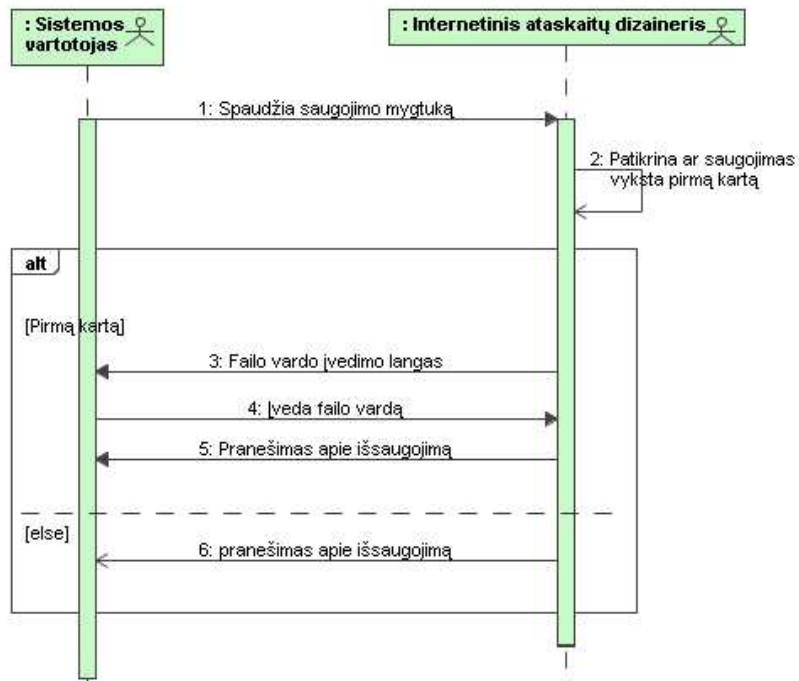 : Sistemos
vartotojas
: Internetinis ataskaitų dizaineris
1: Spaudžia saugojimo mygtuką
2: Patikrina ar saugojimas
vyksta pirmą kartą
alt
[Pirmą kartą]
3: Failo vardo įvedimo langas
4: Įveda failo vardą
5: Pranešimas apie išsaugojimą
[else]
6: pranešimas apie išsaugojimą